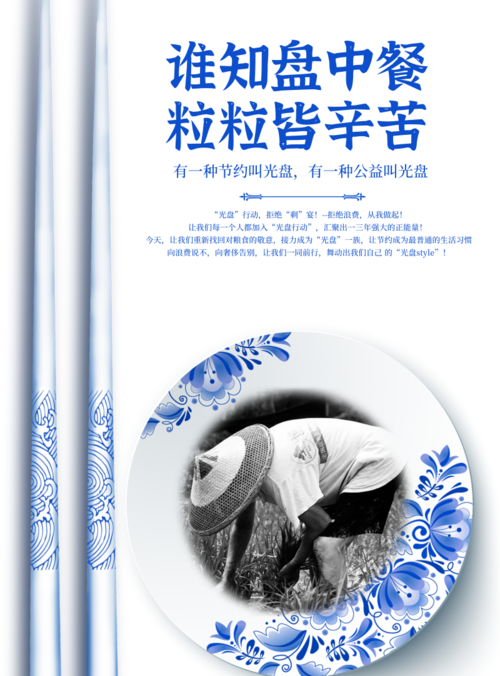 谁知盘中餐
粒粒皆辛苦
有一种节约叫光盘，有一种公益叫光盘
“光盘”行动，拒绝“剩”宴！--拒绝浪费，从我做起！
让我们每一个人都加入“光盘行动”，汇聚出一三年强大的正能量！
今天，让我们重新找回对粮食的敬意，接力成为“光盘”一族，让节约成为最普通的生活习惯
向浪费说不，向奢侈告别，让我们一同前行，舞动出我们自己 的“光盘style”！